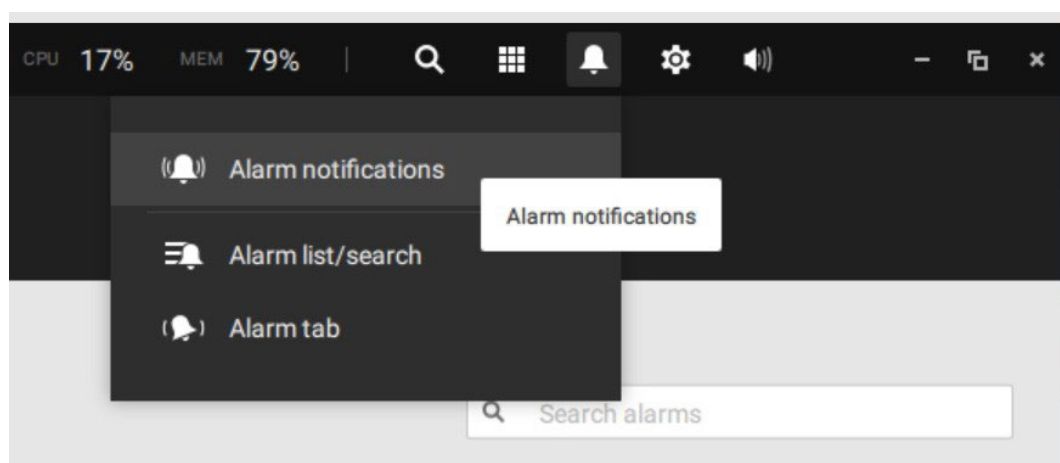 CPU 17% MEM 79%
Alarm notifications
Alarm notifications
Alarm list/search
Alarm tab
Search alarms